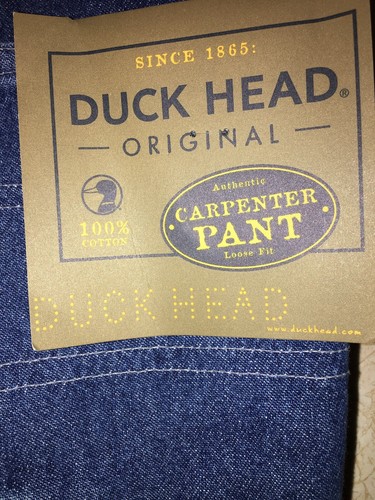 SINCE 1865:
DUCK HEAD®
ORIGINAL
Authentic
CARPENTER
PANT
Loose Fit
100%
COTTON
DUCK HEAD
www.duckhead.com